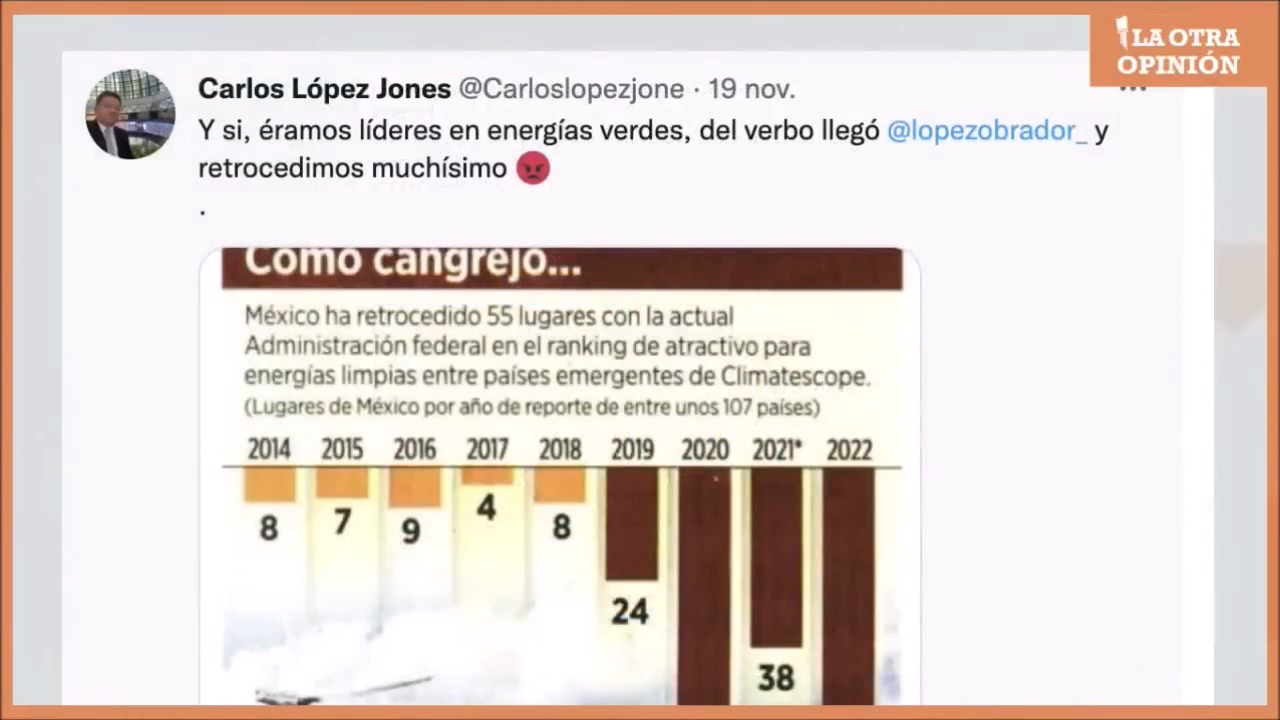 LA OTRA
OPINIÓN
Carlos López Jones @Carloslopezjone · 19 nov.
Y si, éramos líderes en energías verdes, del verbo llegó @lopezobrador_ y
retrocedimos muchísimo 😡
.
Como cangrejo...
México ha retrocedido 55 lugares con la actual
Administración federal en el ranking de atractivo para
energías limpias entre países emergentes de Climatescope.
(Lugares de México por año de reporte de entre unos 107 países)
2014 2015 2016 2017 2018 2019 2020 2021* 2022
8 7 9 4 8 24 38